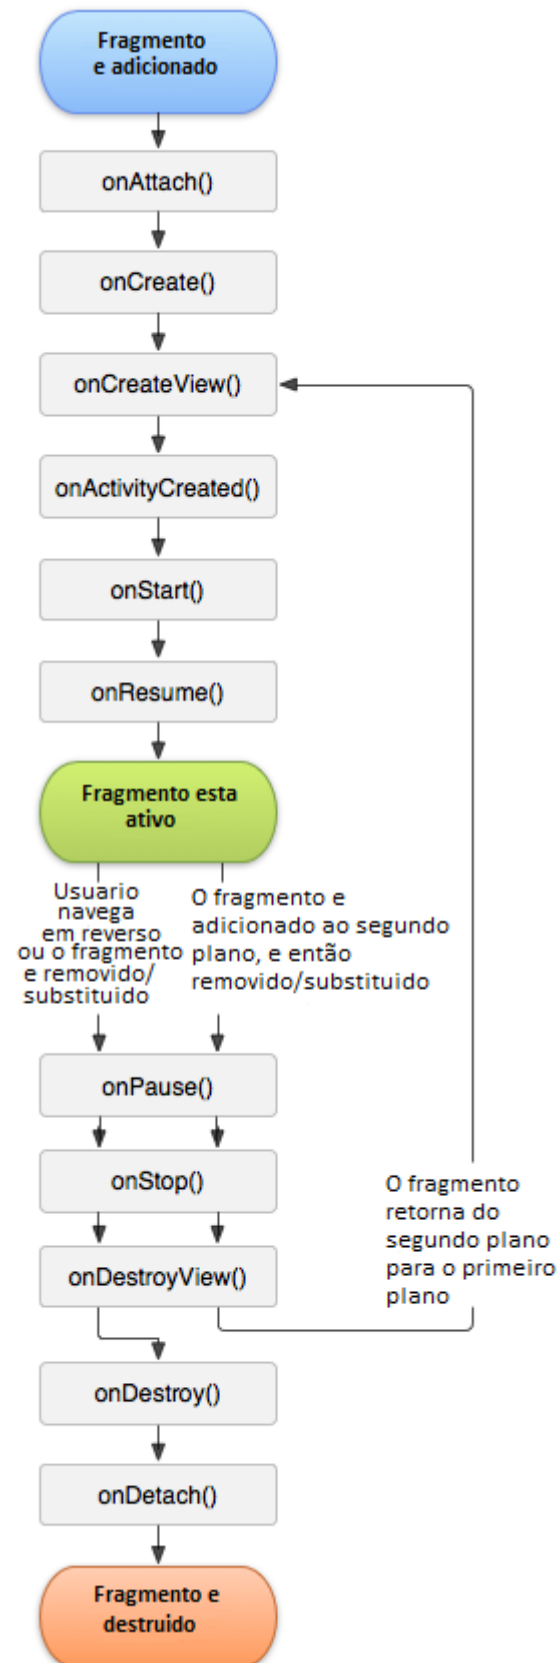 Fragmento
e adicionado
onAttach()
onCreate()
onCreateView()
onActivityCreated()
onStart()
onResume()
Fragmento esta
ativo
Usuario
navega
em reverso
ou o fragmento
e removido/
substituido
O fragmento e
adicionado ao segundo
plano, e então
removido/substituido
onPause()
onStop()
onDestroyView()
O fragmento
retorna do
segundo plano
para o primeiro
plano
onDestroy()
onDetach()
Fragmento e
destruido